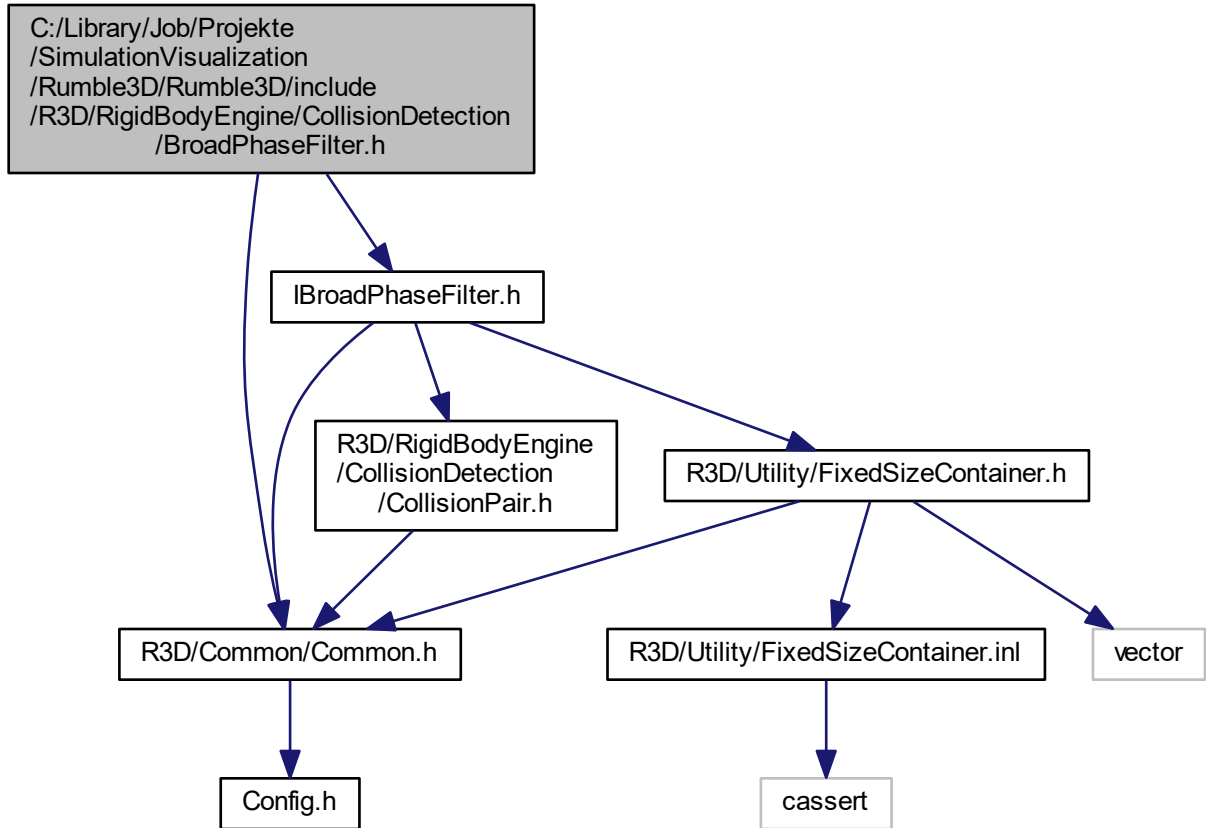 C:/Library/Job/Projekte
/SimulationVisualization
/Rumble3D/Rumble3D/include
/R3D/RigidBodyEngine/CollisionDetection
/BroadPhaseFilter.h
IBroadPhaseFilter.h
R3D/RigidBodyEngine
/CollisionDetection
/CollisionPair.h
R3D/Utility/FixedSizeContainer.h
R3D/Common/Common.h
R3D/Utility/FixedSizeContainer.inl
vector
Config.h
cassert